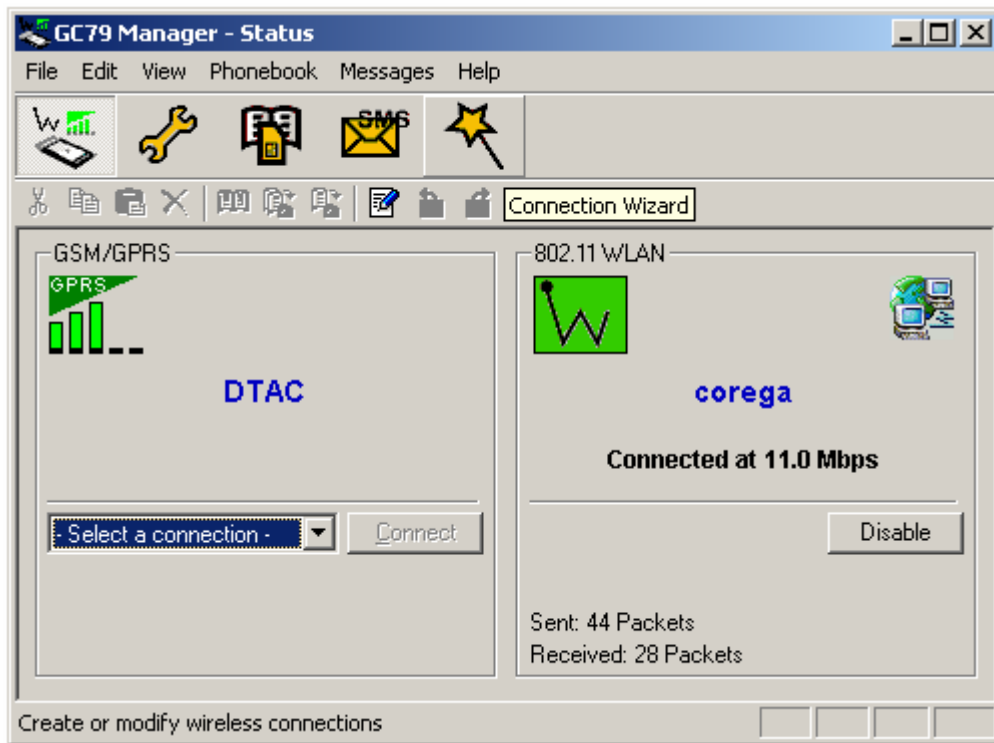 GC79 Manager - Status
File Edit View Phonebook Messages Help
SMS
Connection Wizard
GSM/GPRS
GPRS
DTAC
- Select a connection -
Connect
802.11 WLAN
corega
Connected at 11.0 Mbps
Disable
Sent: 44 Packets
Received: 28 Packets
Create or modify wireless connections